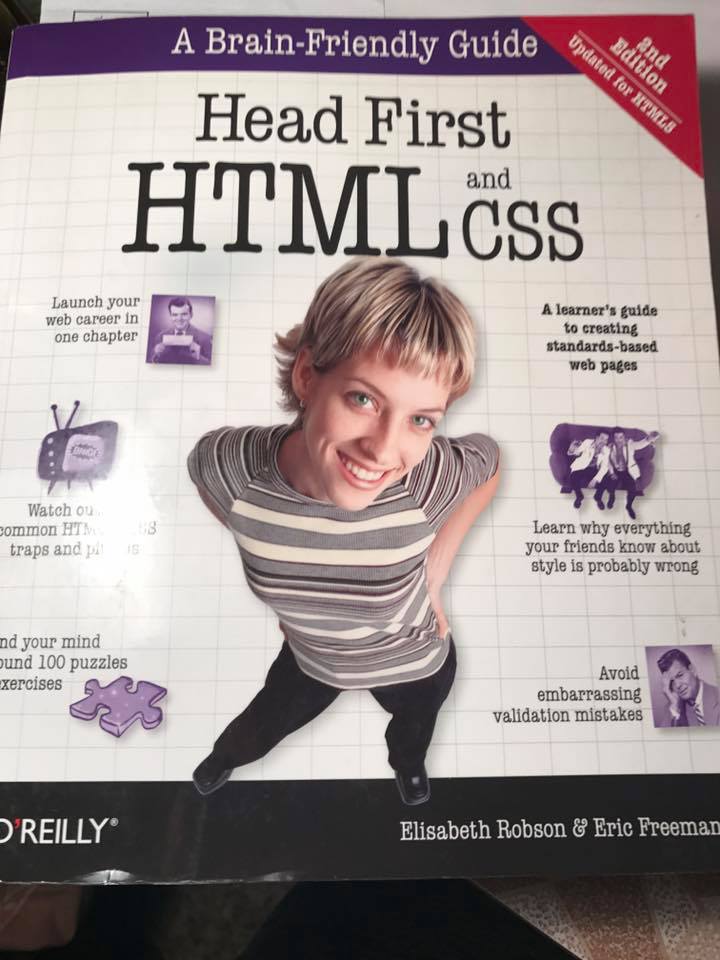 A Brain-Friendly Guide
2nd
Edition
Updated for HTML5
Head First
HTML and CSS
Launch your
web career in
one chapter
A learner's guide
to creating
standards-based
web pages
BANG!
Watch ou
common HTM
traps and pi
Learn why everything
your friends know about
style is probably wrong
nd your mind
ound 100 puzzles
exercises
Avoid
embarrassing
validation mistakes
O'REILLY®
Elisabeth Robson & Eric Freeman